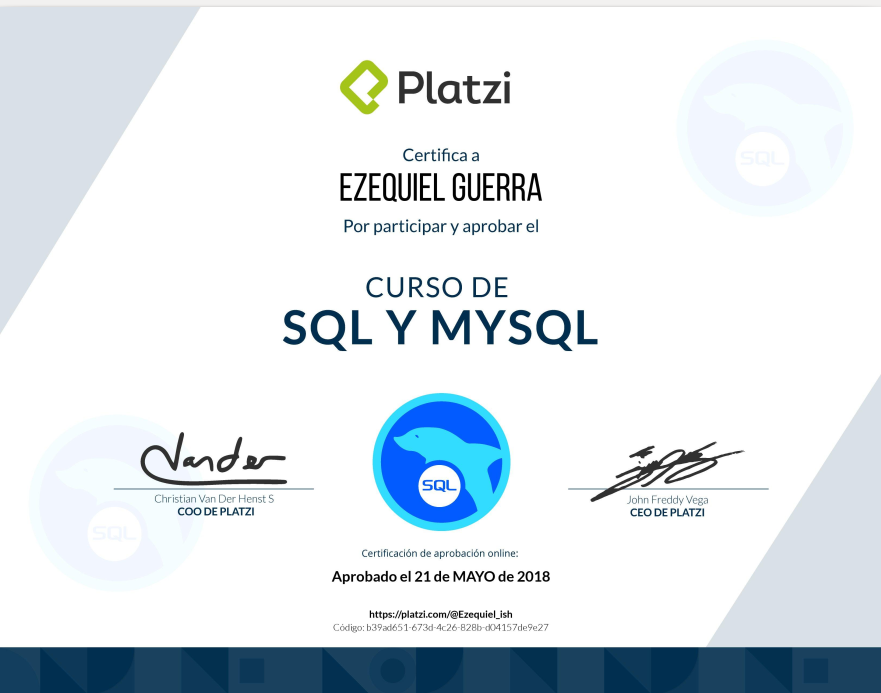 Platzi
Certifica a
EZEQUIEL GUERRA
Por participar y aprobar el
CURSO DE
SQL Y MYSQL
SQL
SQL
SQL
Vander
Christian Van Der Henst S
COO DE PLATZI
John Freddy Vega
CEO DE PLATZI
Certificación de aprobación online:
Aprobado el 21 de MAYO de 2018
https://platzi.com/@Ezequiel_ish
Código: b39ad651-673d-4c26-828b-d04157de9e27